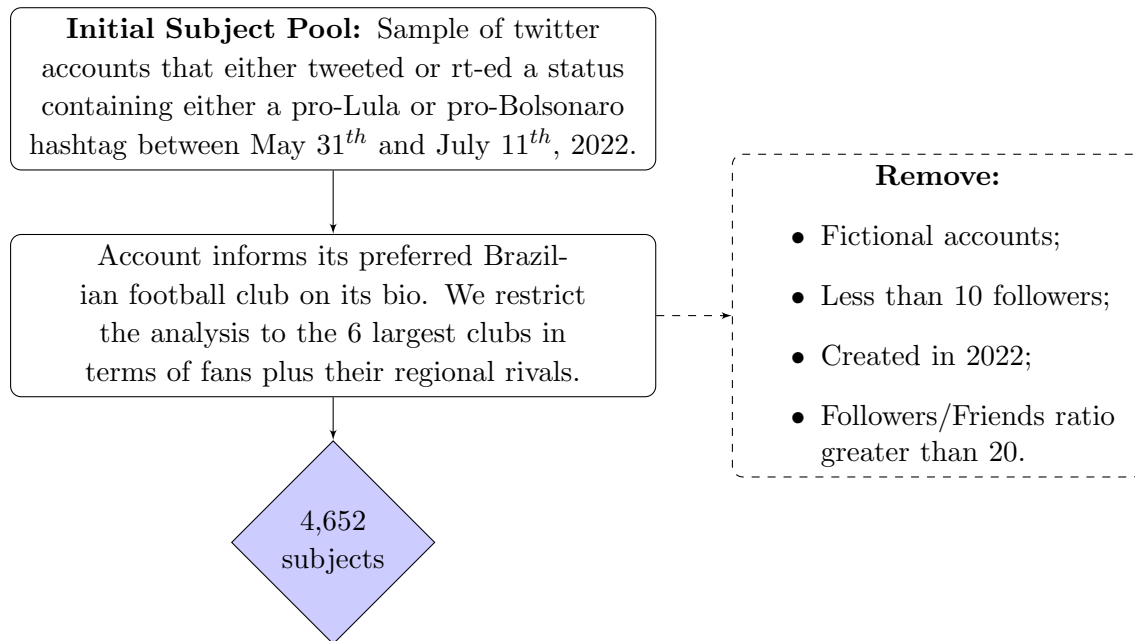 Initial Subject Pool: Sample of twitter
accounts that either tweeted or rt-ed a status
containing either a pro-Lula or pro-Bolsonaro
hashtag between May 31th and July 11th, 2022.
Account informs its preferred Brazil-
ian football club on its bio. We restrict
the analysis to the 6 largest clubs in
terms of fans plus their regional rivals.
4,652
subjects
Remove:
• Fictional accounts;
• Less than 10 followers;
• Created in 2022;
• Followers/Friends ratio
greater than 20.